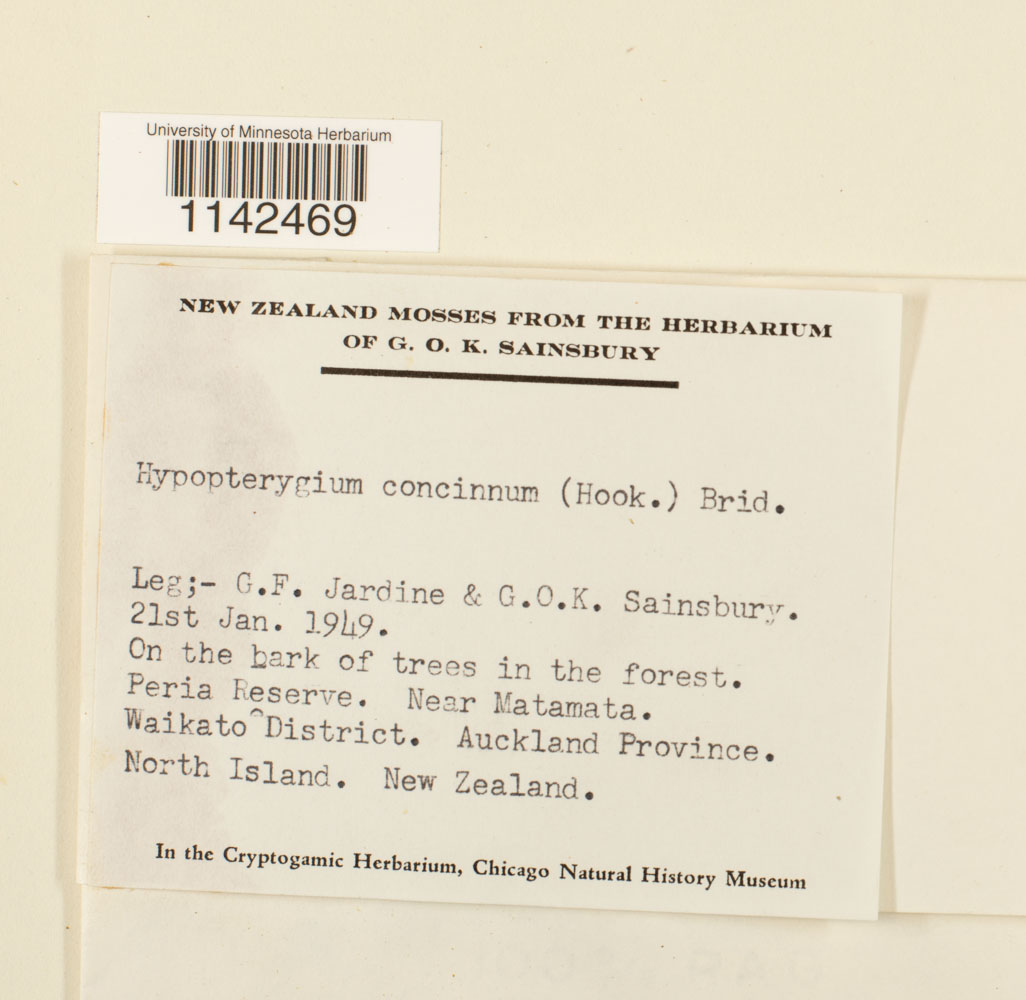 University of Minnesota Herbarium
1142469
NEW ZEALAND MOSSES FROM THE HERBARIUM
OF G. O. K. SAINSBURY
Hypopterygium concinnum (Hook.) Brid.
Leg;- G.F. Jardine & G.O.K. Sainsbury.
21st Jan. 1949.
On the bark of trees in the forest.
Peria Reserve. Near Matamata.
Waikato^District. Auckland Province.
North Island. New Zealand.
In the Cryptogamic Herbarium, Chicago Natural History Museum